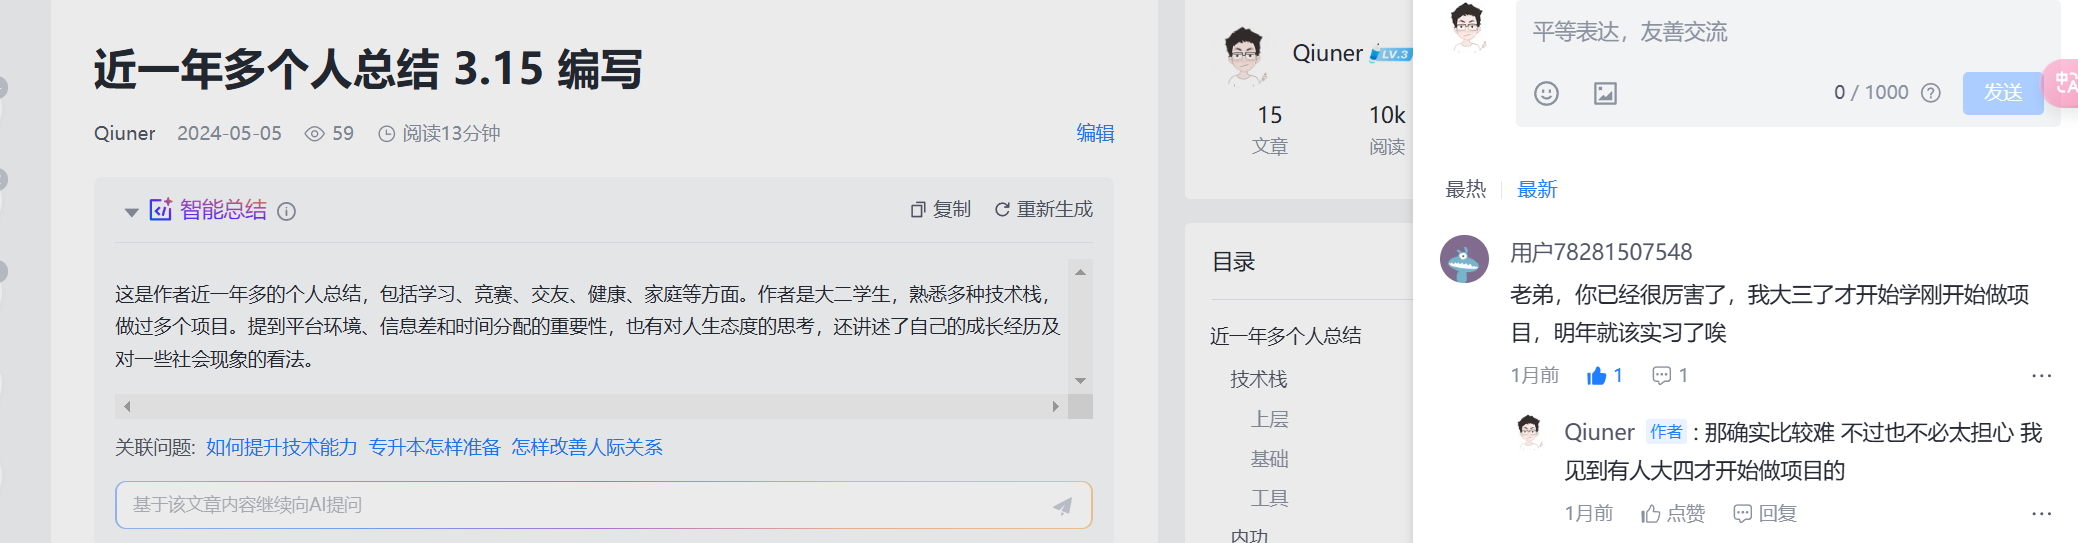 近一年多个人总结 3.15 编写
Qiuner 2024-05-05 59 阅读13分钟 编辑
智能总结 复制 重新生成
这是作者近一年多的个人总结，包括学习、竞赛、交友、健康、家庭等方面。作者是大二学生，熟悉多种技术栈，
做过多个项目。提到平台环境、信息差和时间分配的重要性，也有对人生态度的思考，还讲述了自己的成长经历及
对一些社会现象的看法。
关联问题: 如何提升技术能力 专升本怎样准备 怎样改善人际关系
基于该文章内容继续向AI提问
Qiuner LV.3
15 10k
文章 阅读
目录
近一年多个人总结
技术栈
上层
基础
工具
内功
平等表达，友善交流
0 / 1000 发送
中 A
最热 最新
用户78281507548
老弟，你已经很厉害了，我大三了才开始学刚开始做项
目，明年就该实习了唉
1月前 1 1
Qiuner 作者 : 那确实比较难 不过也不必太担心 我
见到有人大四才开始做项目的
1月前 点赞 回复